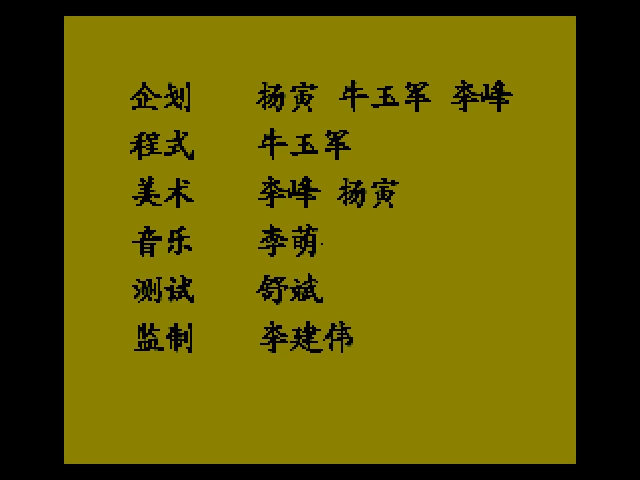 企划 杨寅 牛玉军 李峰
程式 牛玉军
美术 李峰 杨寅
音乐 李萌
测试 舒斌
监制 李建伟